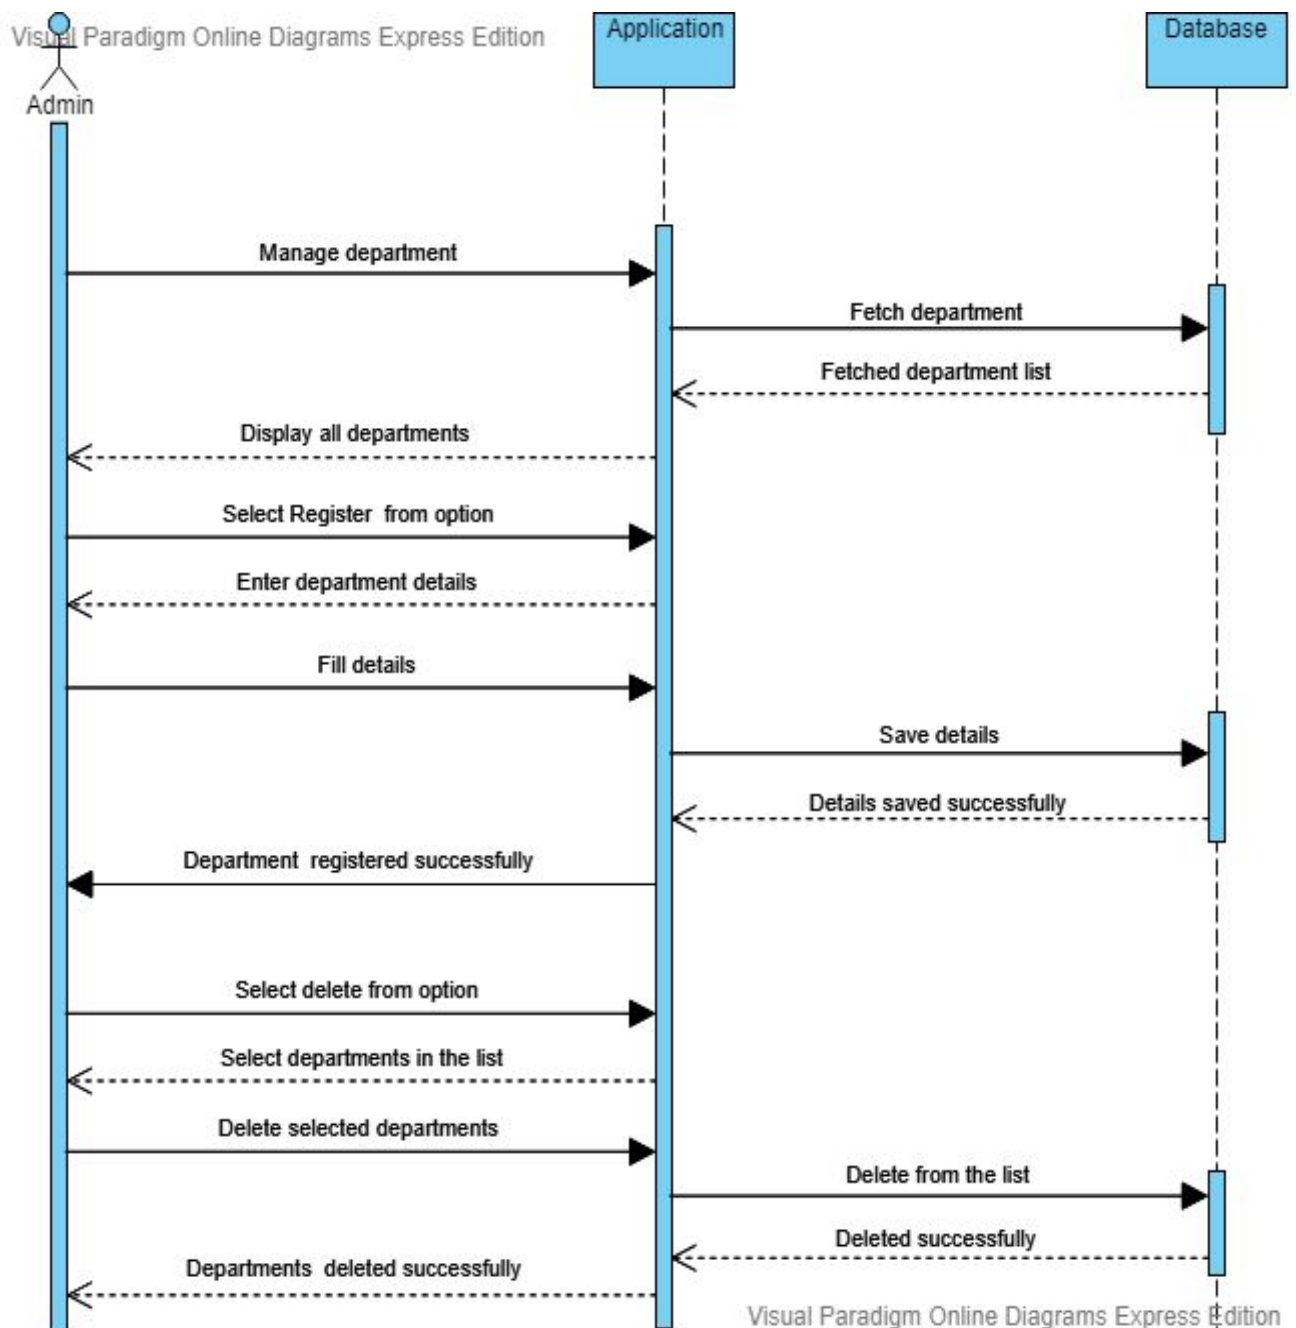 Visual Paradigm Online Diagrams Express Edition
Application
Database
Admin
Manage department
Fetch department
Fetched department list
Display all departments
Select Register from option
Enter department details
Fill details
Save details
Details saved successfully
Department registered successfully
Select delete from option
Select departments in the list
Delete selected departments
Delete from the list
Deleted successfully
Departments deleted successfully
Visual Paradigm Online Diagrams Express Edition